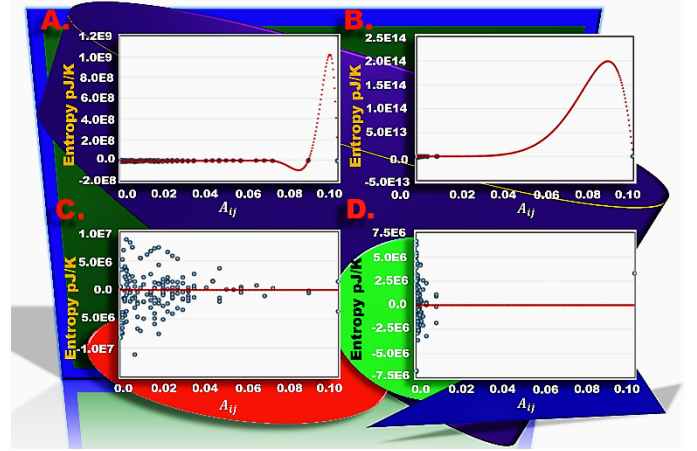 A.
Entropy pJ/K
1.2E9
1.0E9
8.0E8
6.0E8
4.0E8
2.0E8
0.0
-2.0E8
0.0 0.02 0.04 0.06 0.08 0.10
A_ij
B.
Entropy pJ/K
2.5E14
2.0E14
1.5E14
1.0E14
5.0E13
0.0
-5.0E13
0.0 0.02 0.04 0.06 0.080 0.10
A_ij
C.
Entropy pJ/K
1.0E7
5.0E6
0.0
5.0E6
-1.0E7
0.0 0.02 0.04 0.06 0.08 0.10
A_ij
D.
Entropy pJ/K
7.5E6
5.0E6
2.5E6
0.0
-2.5E6
-5.0E6
-7.5E6
0.0 0.02 0.04 0.06 0.08 0.10
A_ij